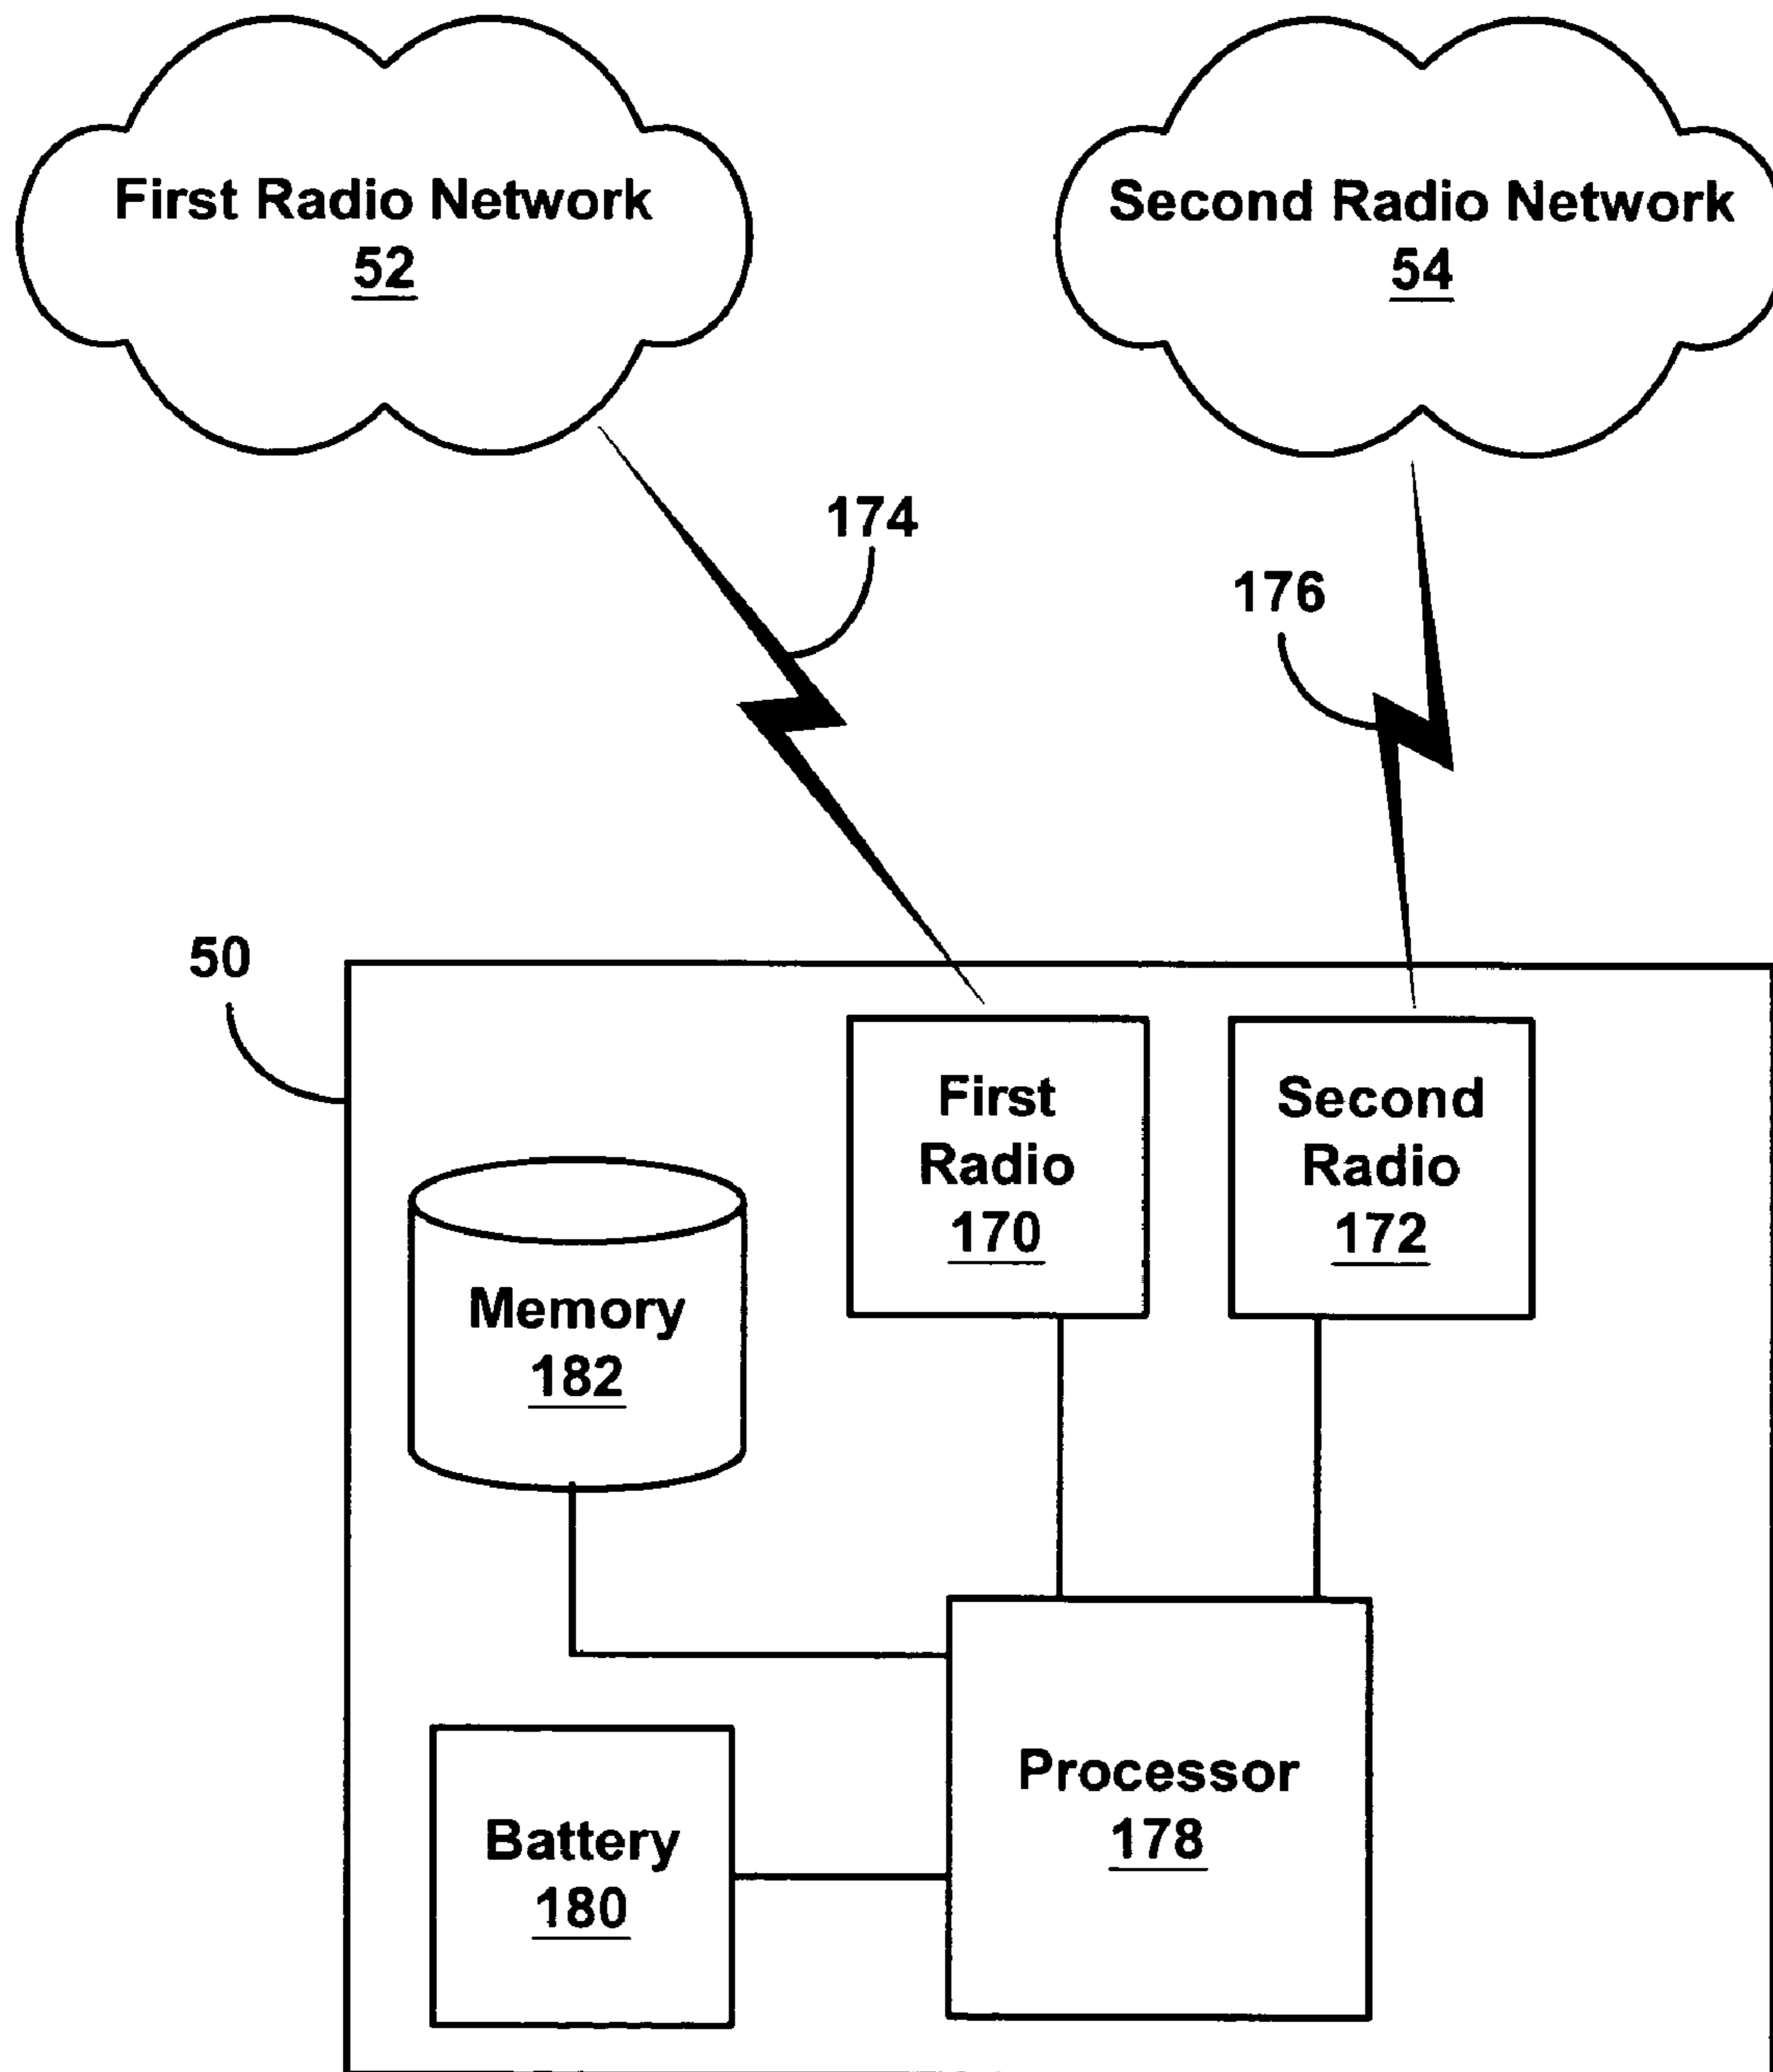 First Radio Network
52
Second Radio Network
54
174
176
50
First
Radio
170
Second
Radio
172
Memory
182
Processor
178
Battery
180